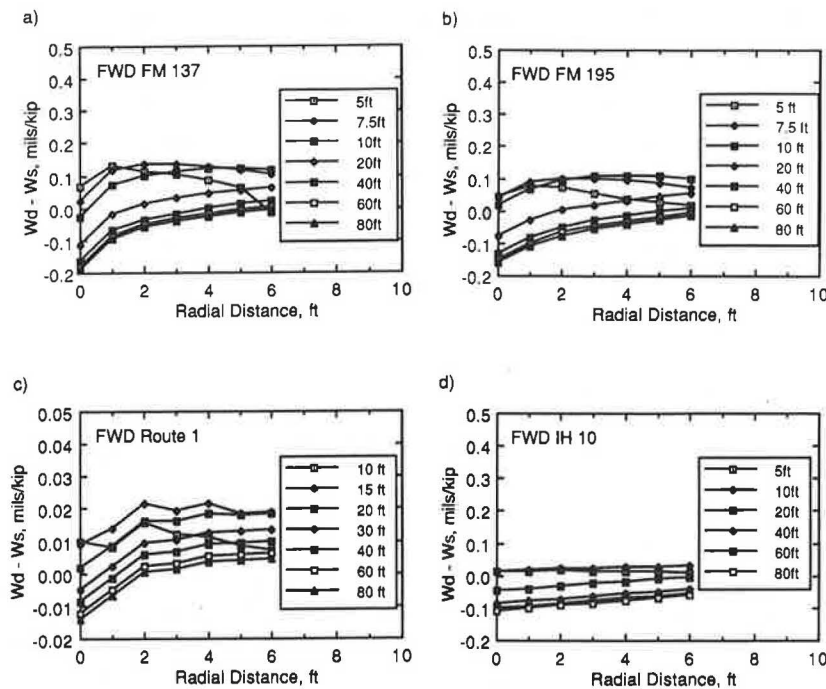 a)
FWD FM 137
Wd - Ws, mils/kip
0.5
0.4
0.3
0.2
0.1
0.0
-0.1
-0.2
0 2 4 6 8 10
Radial Distance, ft
5ft
7.5ft
10ft
20ft
40ft
60ft
80ft
b)
FWD FM 195
Wd - Ws, mils/kip
0.5
0.4
0.3
0.2
0.1
0.0
-0.1
-0.2
0 2 4 6 8 10
Radial Distance, ft
5 ft
7.5 ft
10 ft
20 ft
40 ft
60 ft
80 ft
c)
FWD Route 1
Wd - Ws, mils/kip
0.05
0.04
0.03
0.02
0.01
0.00
-0.01
-0.02
0 2 4 6 8 10
Radial Distance, ft
10 ft
15 ft
20 ft
30 ft
40 ft
60 ft
80 ft
d)
FWD IH 10
Wd - Ws, mils/kip
0.5
0.4
0.3
0.2
0.1
0.0
-0.1
-0.2
0 2 4 6 8 10
Radial Distance, ft
5ft
10ft
20ft
40ft
60ft
80ft